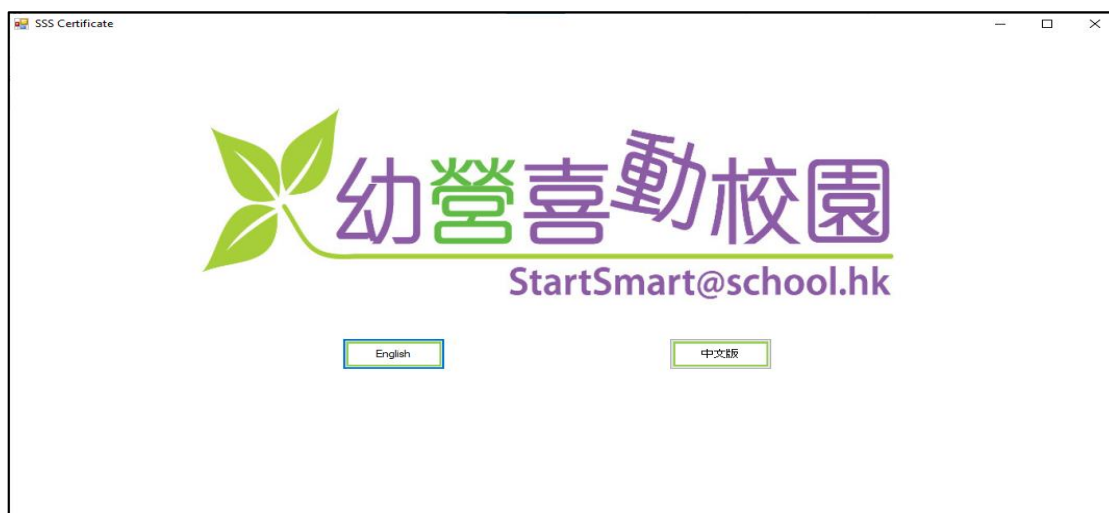 SSS Certificate
幼營喜動校園
StartSmart@school.hk
English
中文版